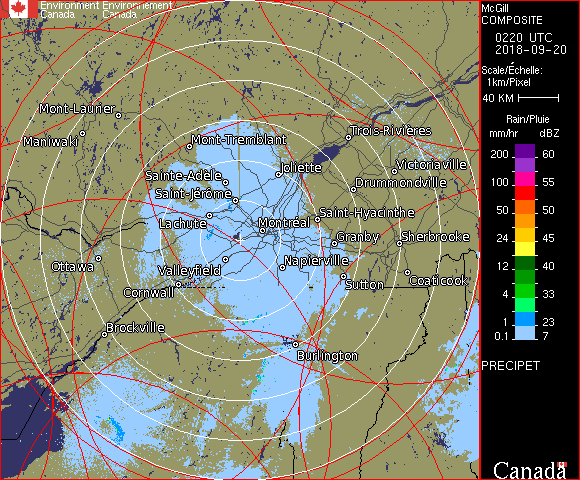 Environment Environnement
Canada Canada
McGill
COMPOSITE
0220 UTC
2018-09-20
Scale/Échelle:
1km/Pixel
40 KM
Rain/Pluie
mm/hr dBZ
200 60
100 55
50 50
24 45
12 40
4 33
1 23
0.1 7
PRECIPET
Canada
Mont-Laurier
Maniwaki
Mont-Tremblant
Trois-Rivières
Joliette
Victoriaville
Sainte-Adèle
Drummondville
Saint-Jérôme
Saint-Hyacinthe
Lachute
Montréal
Granby
Sherbrooke
Ottawa
Valleyfield
Napierville
Sutton
Coaticook
Cornwall
Brockville
Burlington